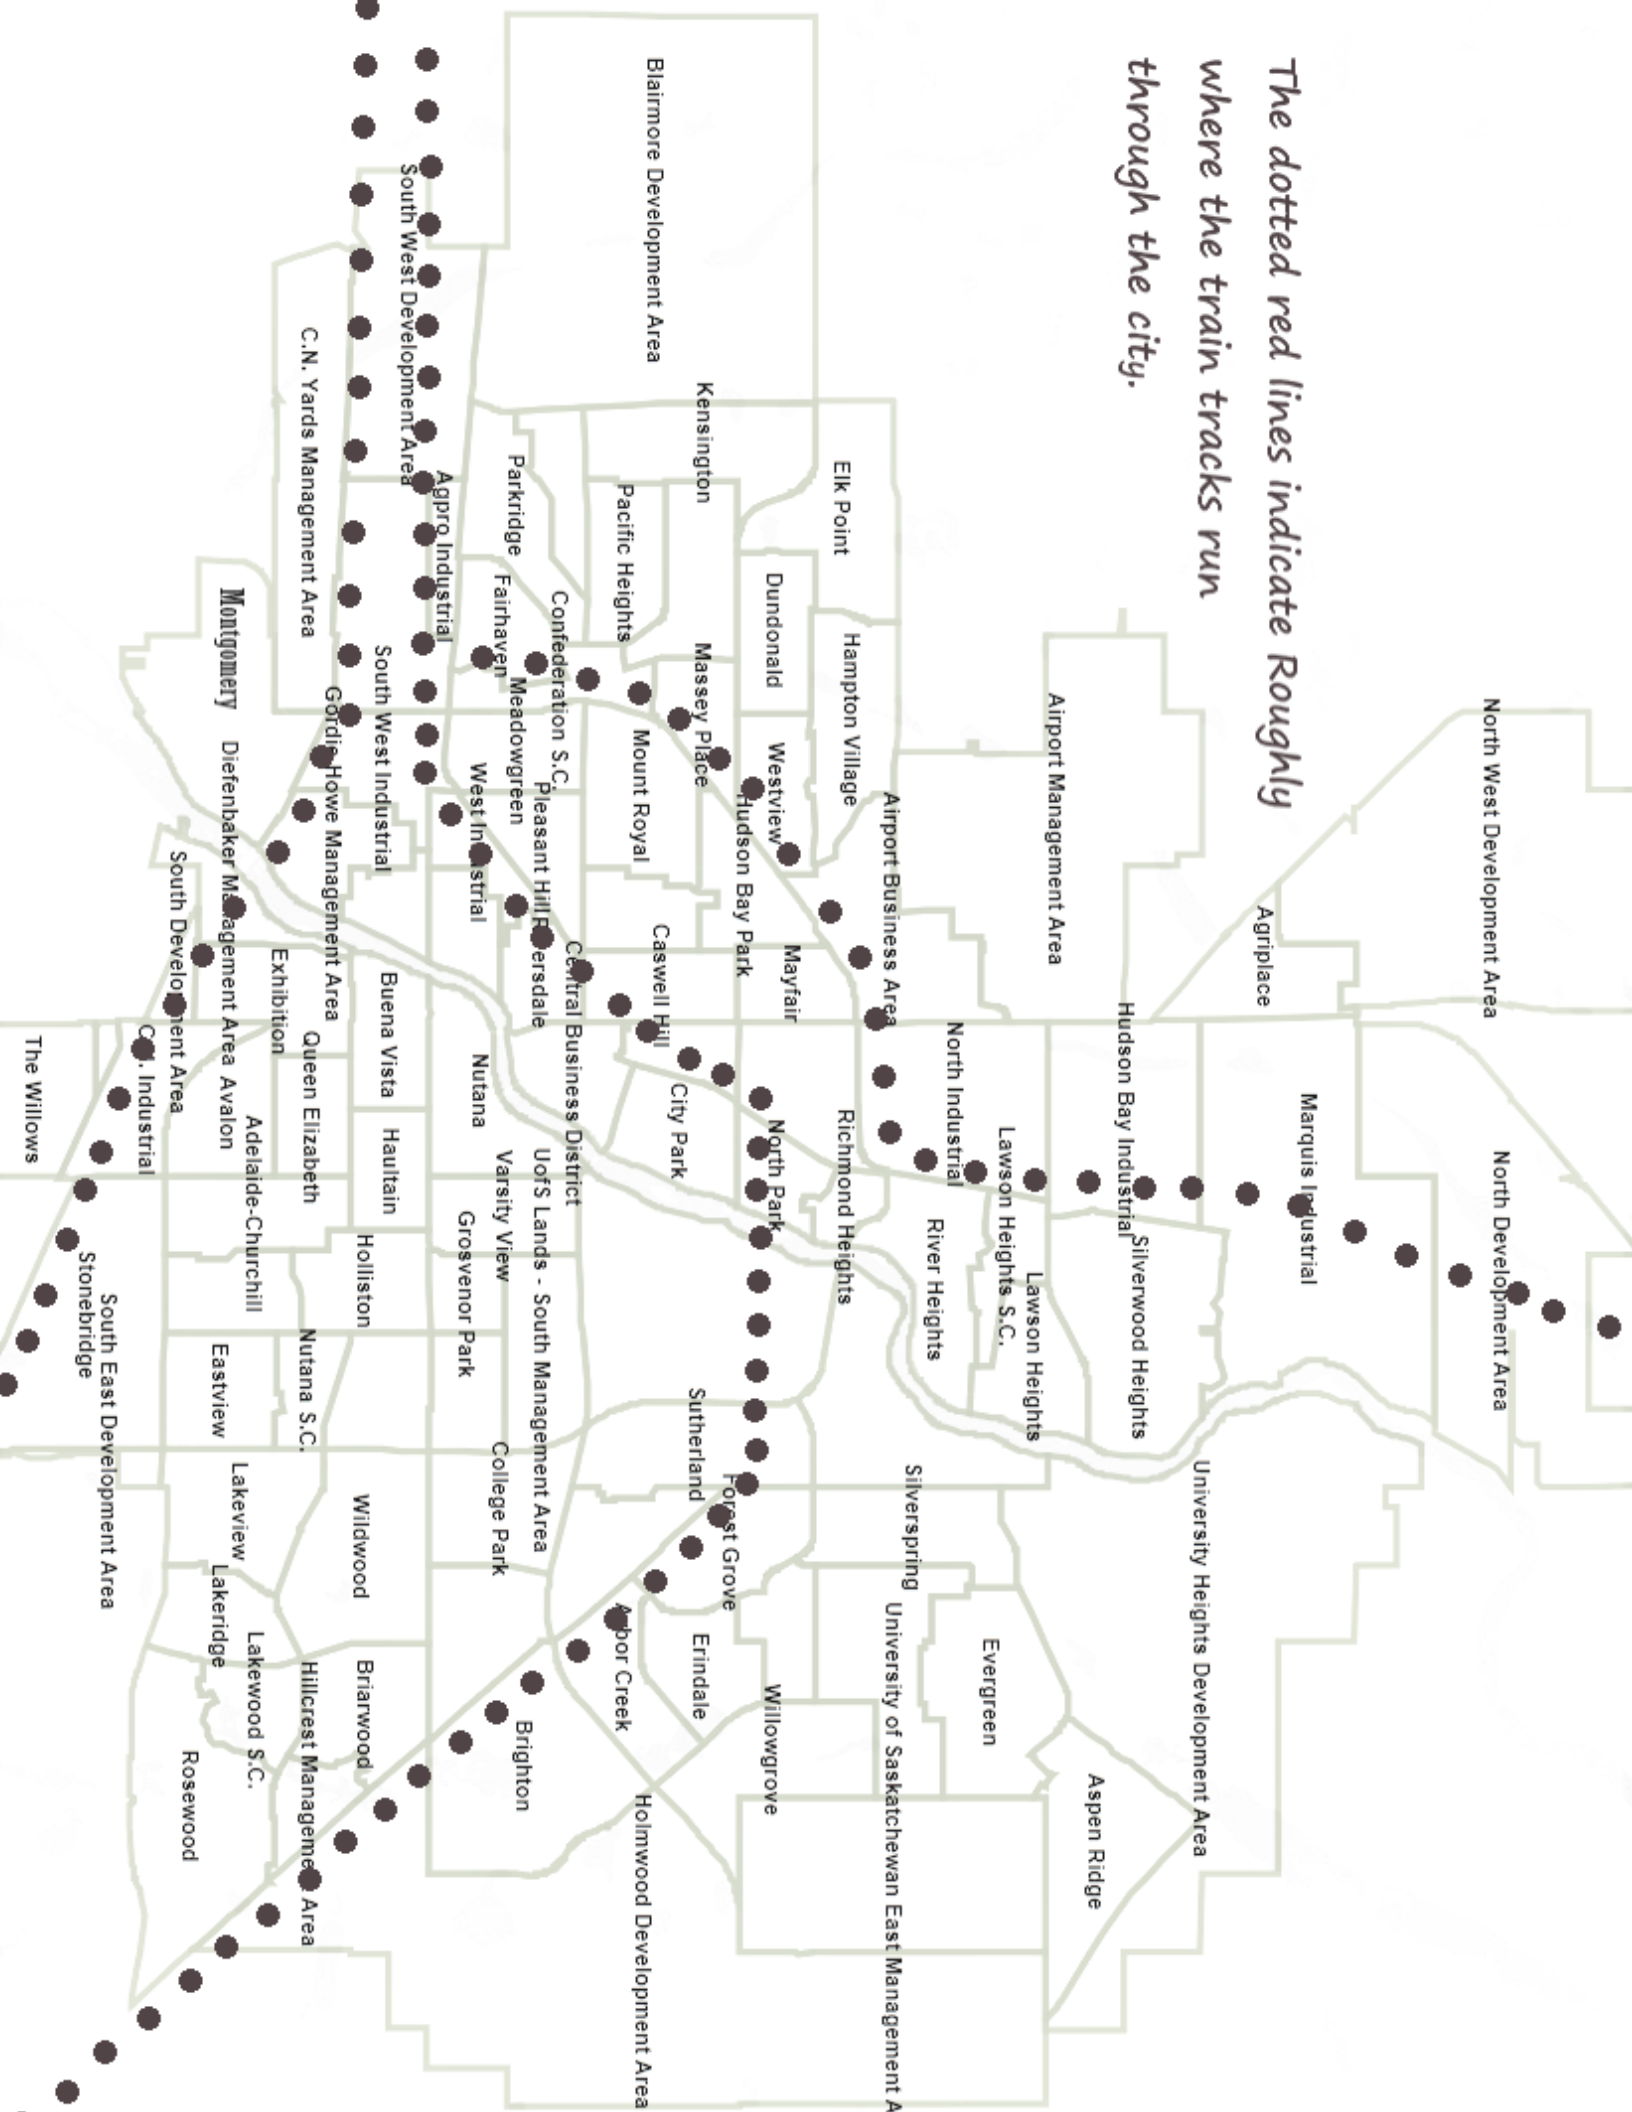 The dotted red lines indicate Roughly
where the train tracks run
through the city.
North West Development Area
North Development Area
Agriplace
Marquis Industrial
Airport Management Area
Hudson Bay Industrial
Silverwood Heights
University Heights Development Area
Aspen Ridge
Airport Business Area
North Industrial
Lawson Heights S.C.
Lawson Heights
River Heights
Silverspring
Evergreen
University of Saskatchewan East Management A
Elk Point
Hampton Village
Richmond Heights
Dundonald
Westview
Mayfair
North Park
Willowgrove
Blairmore Development Area
Kensington
Massey Place
Hudson Bay Park
Sutherland
Forest Grove
Erindale
Pacific Heights
Mount Royal
Caswell Hill
City Park
Arbor Creek
Holmwood Development Area
Confederation S.C.
Central Business District
Parkridge
Fairhaven
Meadowgreen
Pleasant Hill
Riversdale
UofS Lands - South Management Area
Varsity View
College Park
Brighton
Agpro Industrial
West Industrial
Nutana
Grosvenor Park
South West Development Area
South West Industrial
Buena Vista
Haultain
Holliston
Wildwood
Briarwood
C.N. Yards Management Area
Gordie Howe Management Area
Queen Elizabeth
Nutana S.C.
Hillcrest Management Area
Exhibition
Adelaide-Churchill
Lakeview
Lakewood S.C.
Montgomery
Diefenbaker Management Area
Avalon
Eastview
Lakeridge
Rosewood
South Development Area
C.N. Industrial
Stonebridge
South East Development Area
The Willows